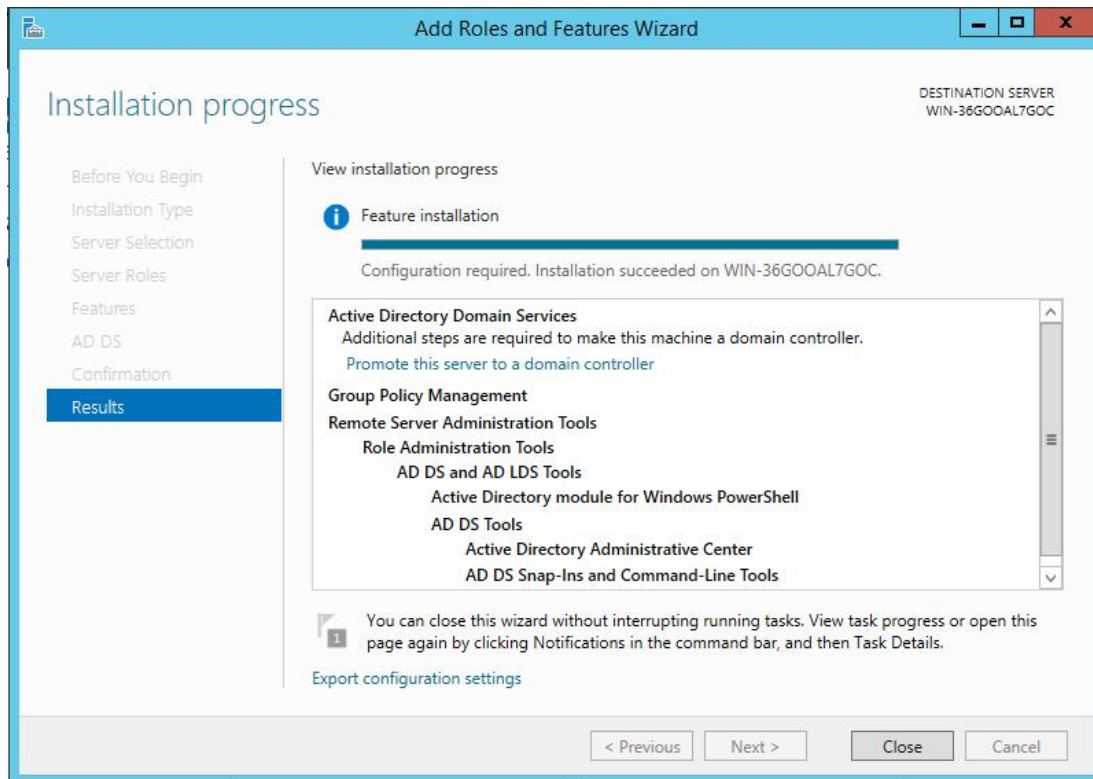 Add Roles and Features Wizard
Installation progress
DESTINATION SERVER
WIN-36GOOAL7GOC
Before You Begin
Installation Type
Server Selection
Server Roles
Features
AD DS
Confirmation
Results
View installation progress
Feature installation
Configuration required. Installation succeeded on WIN-36GOOAL7GOC.
Active Directory Domain Services
Additional steps are required to make this machine a domain controller.
Promote this server to a domain controller
Group Policy Management
Remote Server Administration Tools
Role Administration Tools
AD DS and AD LDS Tools
Active Directory module for Windows PowerShell
AD DS Tools
Active Directory Administrative Center
AD DS Snap-Ins and Command-Line Tools
1
You can close this wizard without interrupting running tasks. View task progress or open this
page again by clicking Notifications in the command bar, and then Task Details.
Export configuration settings
< Previous
Next >
Close
Cancel